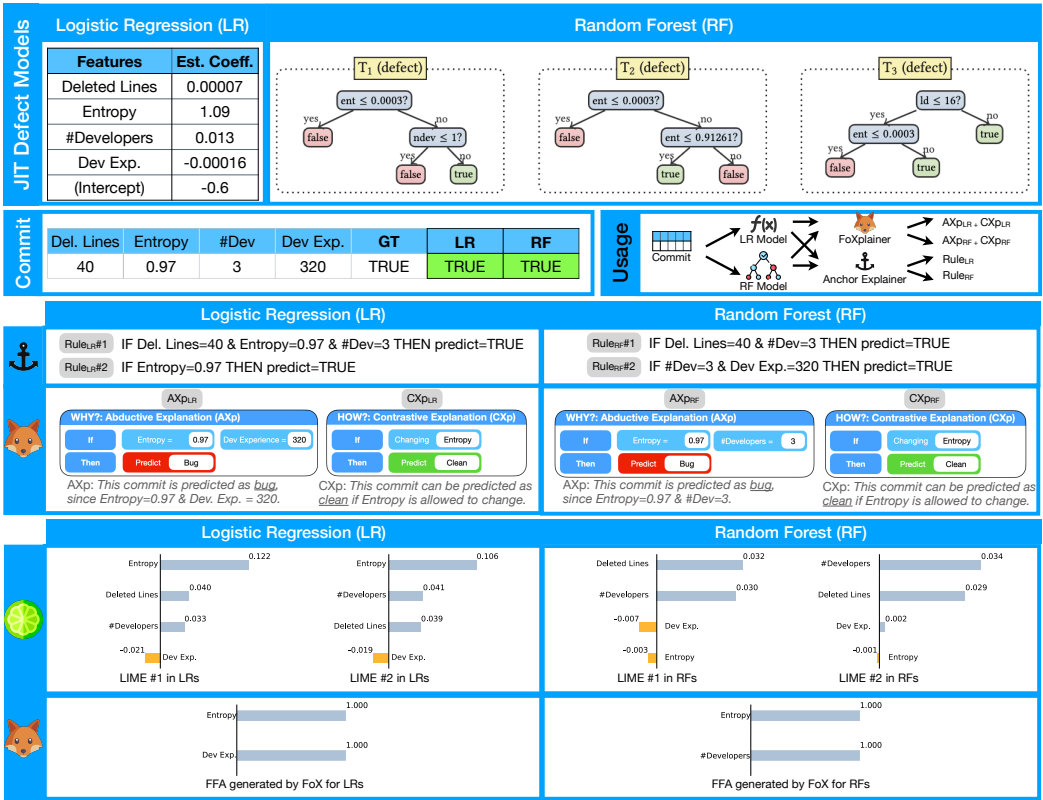 JIT Defect Models
Logistic Regression (LR)
Features Est. Coeff.
Deleted Lines 0.00007
Entropy 1.09
#Developers 0.013
Dev Exp. -0.00016
(Intercept) -0.6
Random Forest (RF)
T1 (defect)
ent ≤ 0.0003?
yes no
false ndev ≤ 1?
yes no
false true
T2 (defect)
ent ≤ 0.0003?
yes no
false ent ≤ 0.91261?
yes no
true false
T3 (defect)
ld ≤ 16?
yes no
ent ≤ 0.0003 true
yes no
false true
Commit
Del. Lines Entropy #Dev Dev Exp. GT LR RF
40 0.97 3 320 TRUE TRUE TRUE
Usage
Commit
f(x)
LR Model
RF Model
FoXplainer
Anchor Explainer
AXpLR + CXpLR
AXpRF + CXpRF
RuleLR
RuleRF
Logistic Regression (LR)
RuleLR#1 IF Del. Lines=40 & Entropy=0.97 & #Dev=3 THEN predict=TRUE
RuleLR#2 IF Entropy=0.97 THEN predict=TRUE
Random Forest (RF)
RuleRF#1 IF Del. Lines=40 & #Dev=3 THEN predict=TRUE
RuleRF#2 IF #Dev=3 & Dev Exp.=320 THEN predict=TRUE
AXpLR
WHY?: Abductive Explanation (AXp)
If Entropy = 0.97 Dev Experience = 320
Then Predict Bug
AXp: This commit is predicted as bug,
since Entropy=0.97 & Dev. Exp. = 320.
CXpLR
HOW?: Contrastive Explanation (CXp)
If Changing Entropy
Then Predict Clean
CXp: This commit can be predicted as
clean if Entropy is allowed to change.
AXpRF
WHY?: Abductive Explanation (AXp)
If Entropy = 0.97 #Developers = 3
Then Predict Bug
AXp: This commit is predicted as bug,
since Entropy=0.97 & #Dev=3.
CXpRF
HOW?: Contrastive Explanation (CXp)
If Changing Entropy
Then Predict Clean
CXp: This commit can be predicted as
clean if Entropy is allowed to change.
Logistic Regression (LR)
Entropy 0.122
Deleted Lines 0.040
#Developers 0.033
-0.021 Dev Exp.
LIME #1 in LRs
Entropy 0.106
#Developers 0.041
Deleted Lines 0.039
-0.019 Dev Exp.
LIME #2 in LRs
Random Forest (RF)
Deleted Lines 0.032
#Developers 0.030
-0.007 Dev Exp.
-0.003 Entropy
LIME #1 in RFs
#Developers 0.034
Deleted Lines 0.029
Dev Exp. 0.002
-0.001 Entropy
LIME #2 in RFs
Entropy 1.000
Dev Exp. 1.000
FFA generated by FoX for LRs
Entropy 1.000
#Developers 1.000
FFA generated by FoX for RFs